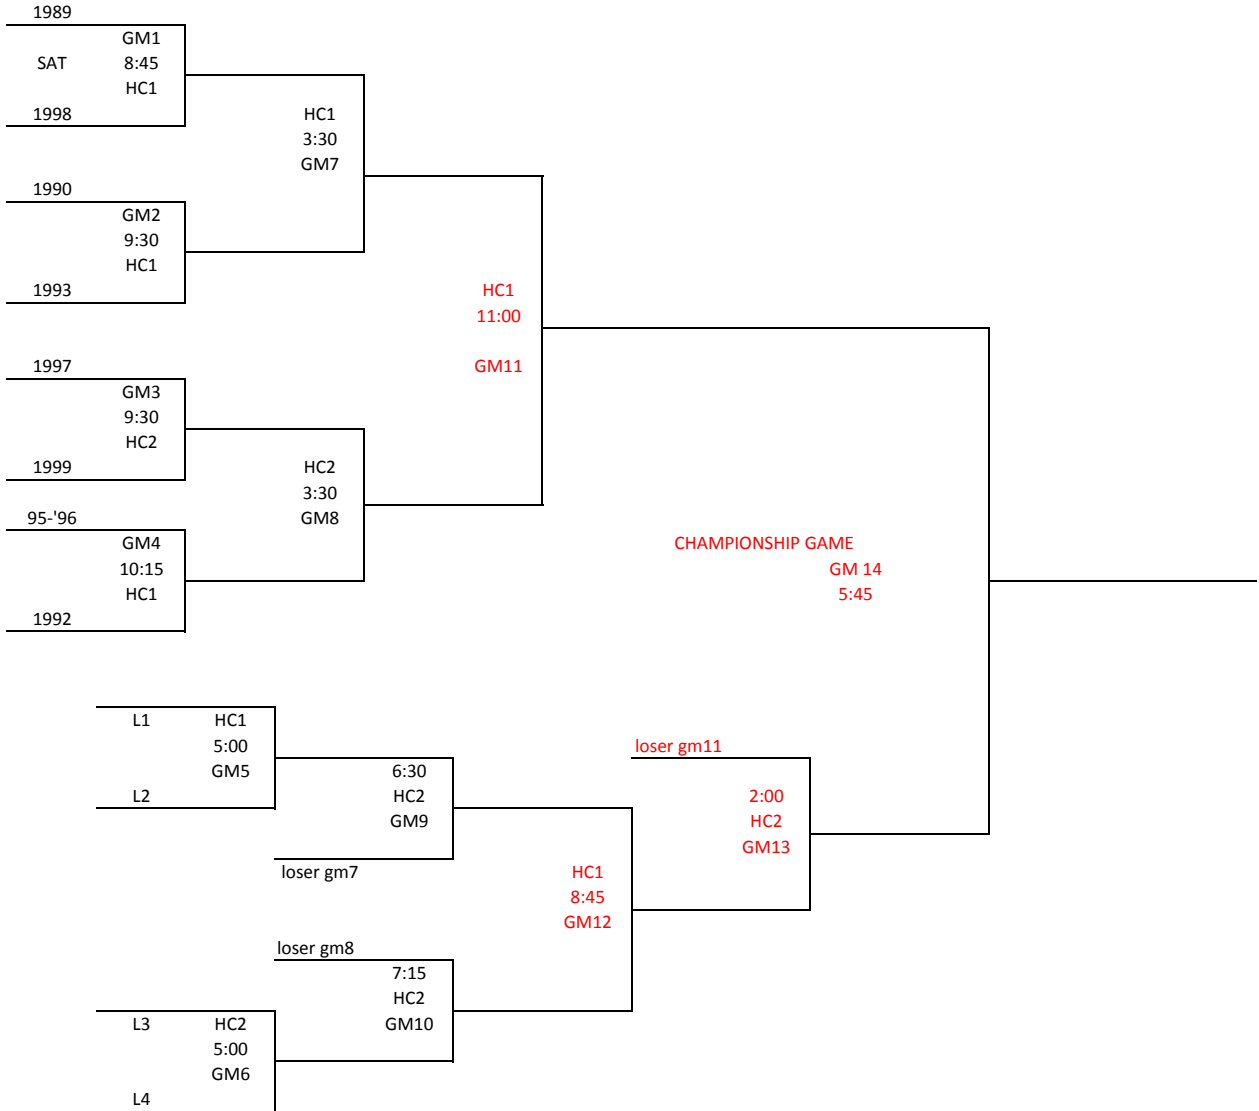 1989
GM1
SAT 8:45
HC1
1998
HC1
3:30
GM7
1990
GM2
9:30
HC1
1993
HC1
11:00
GM11
1997
GM3
9:30
HC2
1999
HC2
3:30
GM8
95-'96
GM4
10:15
HC1
1992
CHAMPIONSHIP GAME
GM 14
5:45
L1 HC1
5:00
GM5
L2
6:30
HC2
GM9
loser gm7
loser gm11
2:00
HC2
GM13
HC1
8:45
GM12
loser gm8
7:15
HC2
GM10
L3 HC2
5:00
GM6
L4